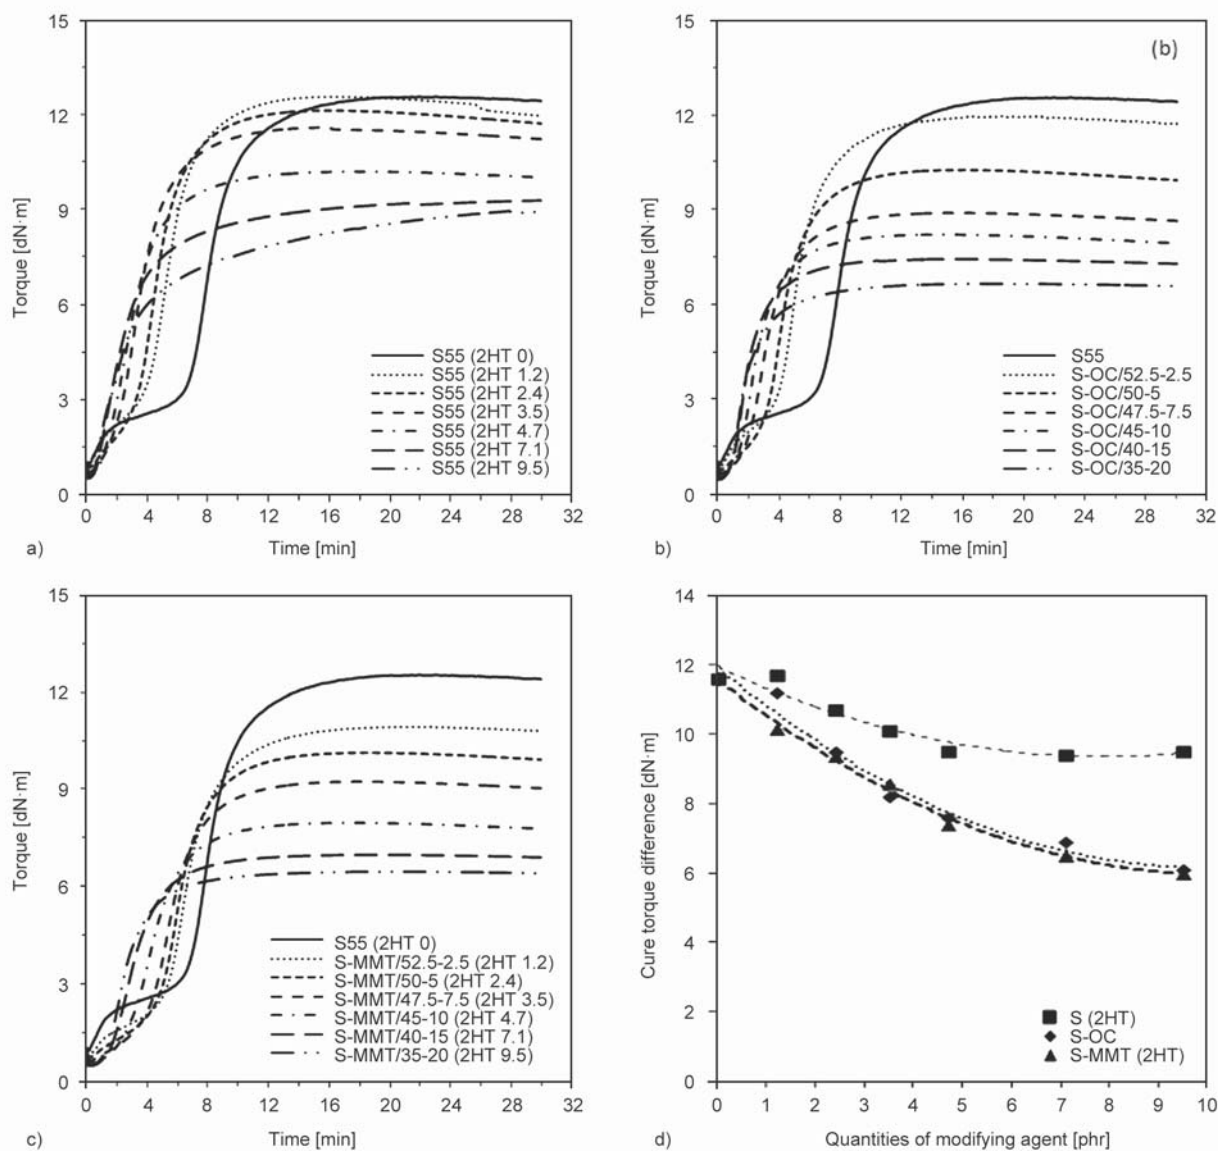 15
12
9
6
3
0
Torque [dN·m]
S55 (2HT 0)
S55 (2HT 1.2)
S55 (2HT 2.4)
S55 (2HT 3.5)
S55 (2HT 4.7)
S55 (2HT 7.1)
S55 (2HT 9.5)
0 4 8 12 16 20 24 28 32
a)
Time [min]
(b)
15
12
9
6
3
0
Torque [dN·m]
S55
S-OC/52.5-2.5
S-OC/50-5
S-OC/47.5-7.5
S-OC/45-10
S-OC/40-15
S-OC/35-20
0 4 8 12 16 20 24 28 32
b)
Time [min]
15
12
9
6
3
0
Torque [dN·m]
S55 (2HT 0)
S-MMT/52.5-2.5 (2HT 1.2)
S-MMT/50-5 (2HT 2.4)
S-MMT/47.5-7.5 (2HT 3.5)
S-MMT/45-10 (2HT 4.7)
S-MMT/40-15 (2HT 7.1)
S-MMT/35-20 (2HT 9.5)
0 4 8 12 16 20 24 28 32
c)
Time [min]
14
12
10
8
6
4
2
0
Cure torque difference [dN·m]
S (2HT)
S-OC
S-MMT (2HT)
0 1 2 3 4 5 6 7 8 9 10
d)
Quantities of modifying agent [phr]